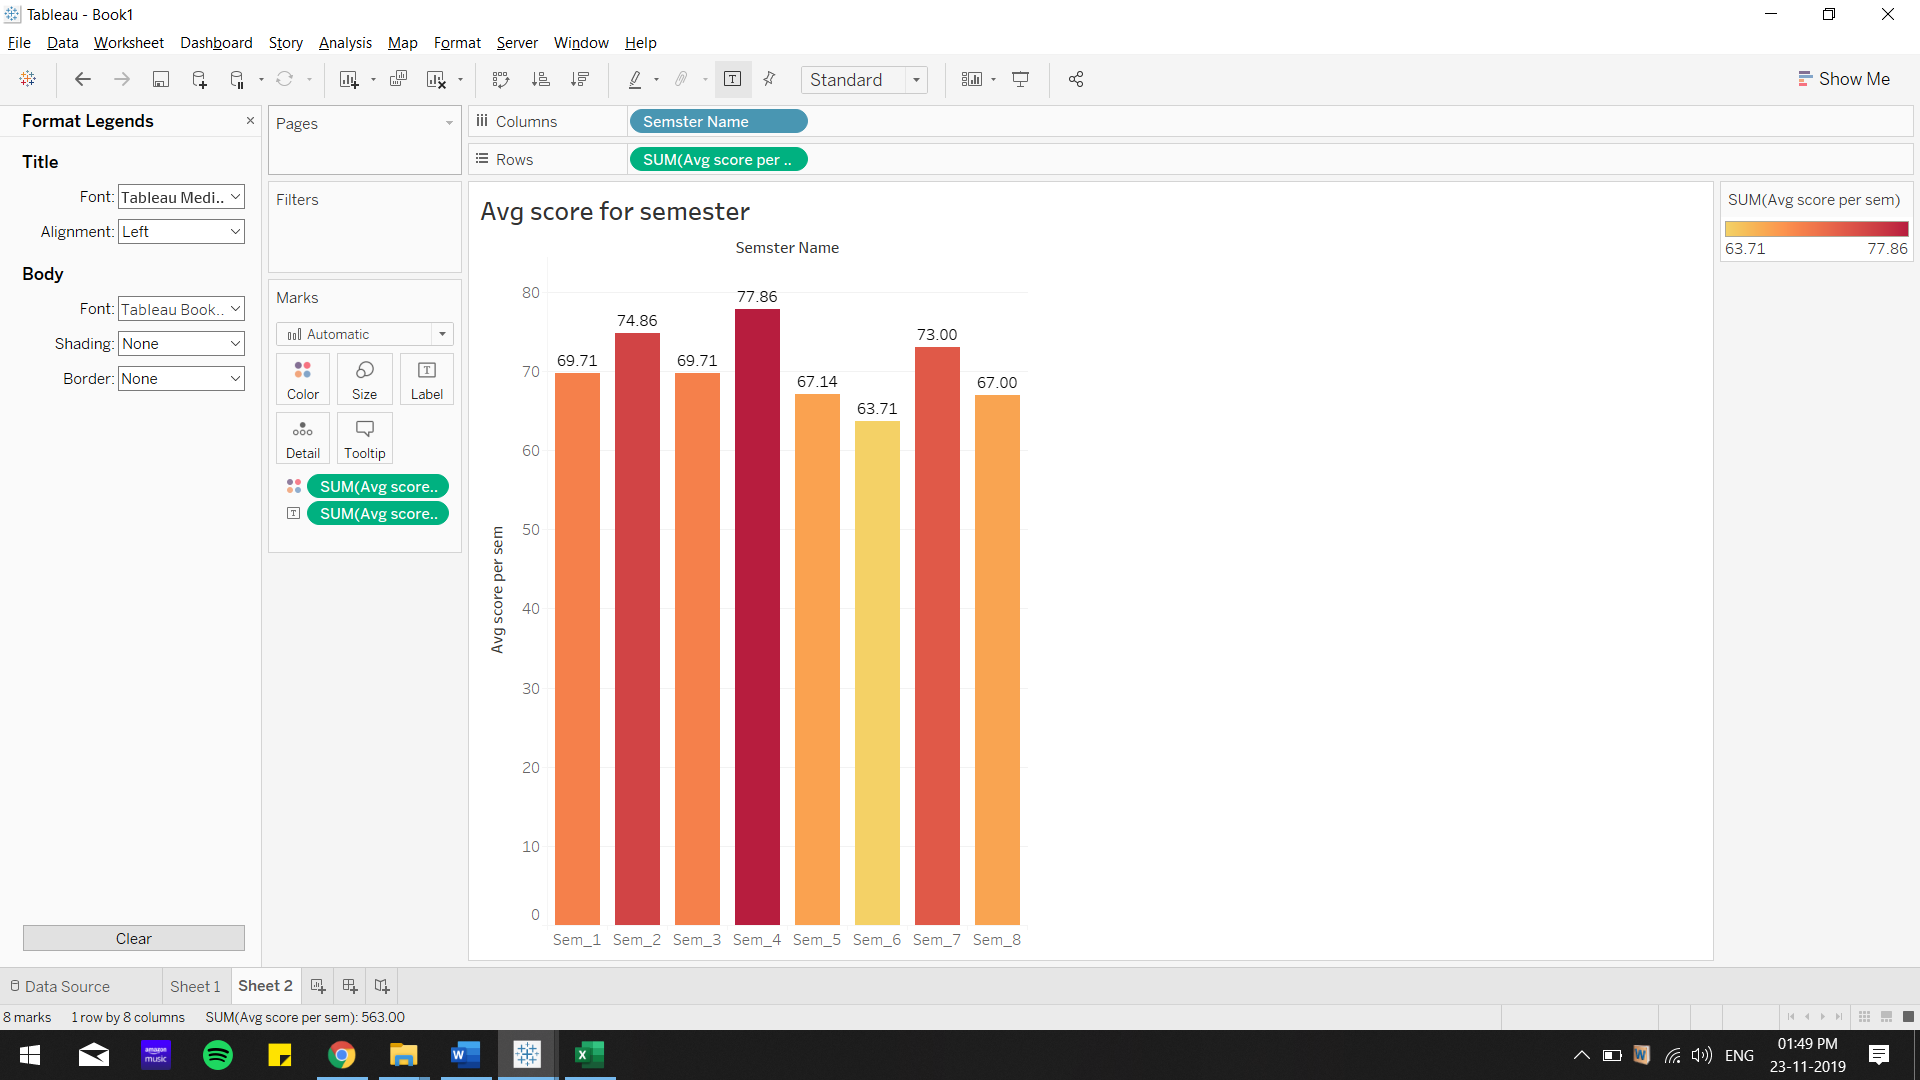 Tableau - Book1
File Data Worksheet Dashboard Story Analysis Map Format Server Window Help
Standard
Show Me
Format Legends
Title
Font: Tableau Medi..
Alignment: Left
Body
Font: Tableau Book..
Shading: None
Border: None
Clear
Pages
Filters
Marks
Automatic
Color Size Label
Detail Tooltip
SUM(Avg score..
SUM(Avg score..
Columns Semster Name
Rows SUM(Avg score per ..
Avg score for semester
Semster Name
Avg score per sem
80
70
60
50
40
30
20
10
0
69.71
74.86
69.71
77.86
67.14
63.71
73.00
67.00
Sem_1 Sem_2 Sem_3 Sem_4 Sem_5 Sem_6 Sem_7 Sem_8
SUM(Avg score per sem)
63.71 77.86
Data Source Sheet 1 Sheet 2
8 marks 1 row by 8 columns SUM(Avg score per sem): 563.00
amazon
music
ENG
01:49 PM
23-11-2019